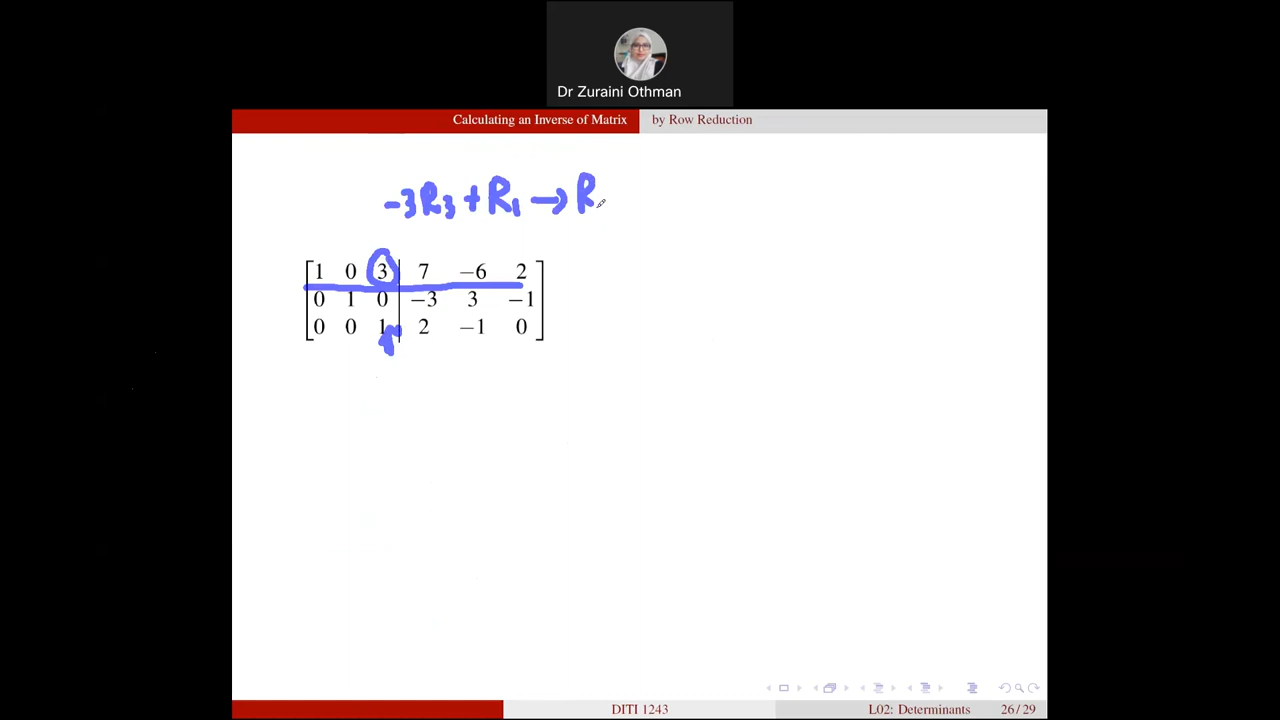 Dr Zuraini Othman
Calculating an Inverse of Matrix by Row Reduction
-3R3 + R1 → R
1 0 3 7 −6 2
0 1 0 −3 3 −1
0 0 1 2 −1 0
DITI 1243 L02: Determinants 26 / 29